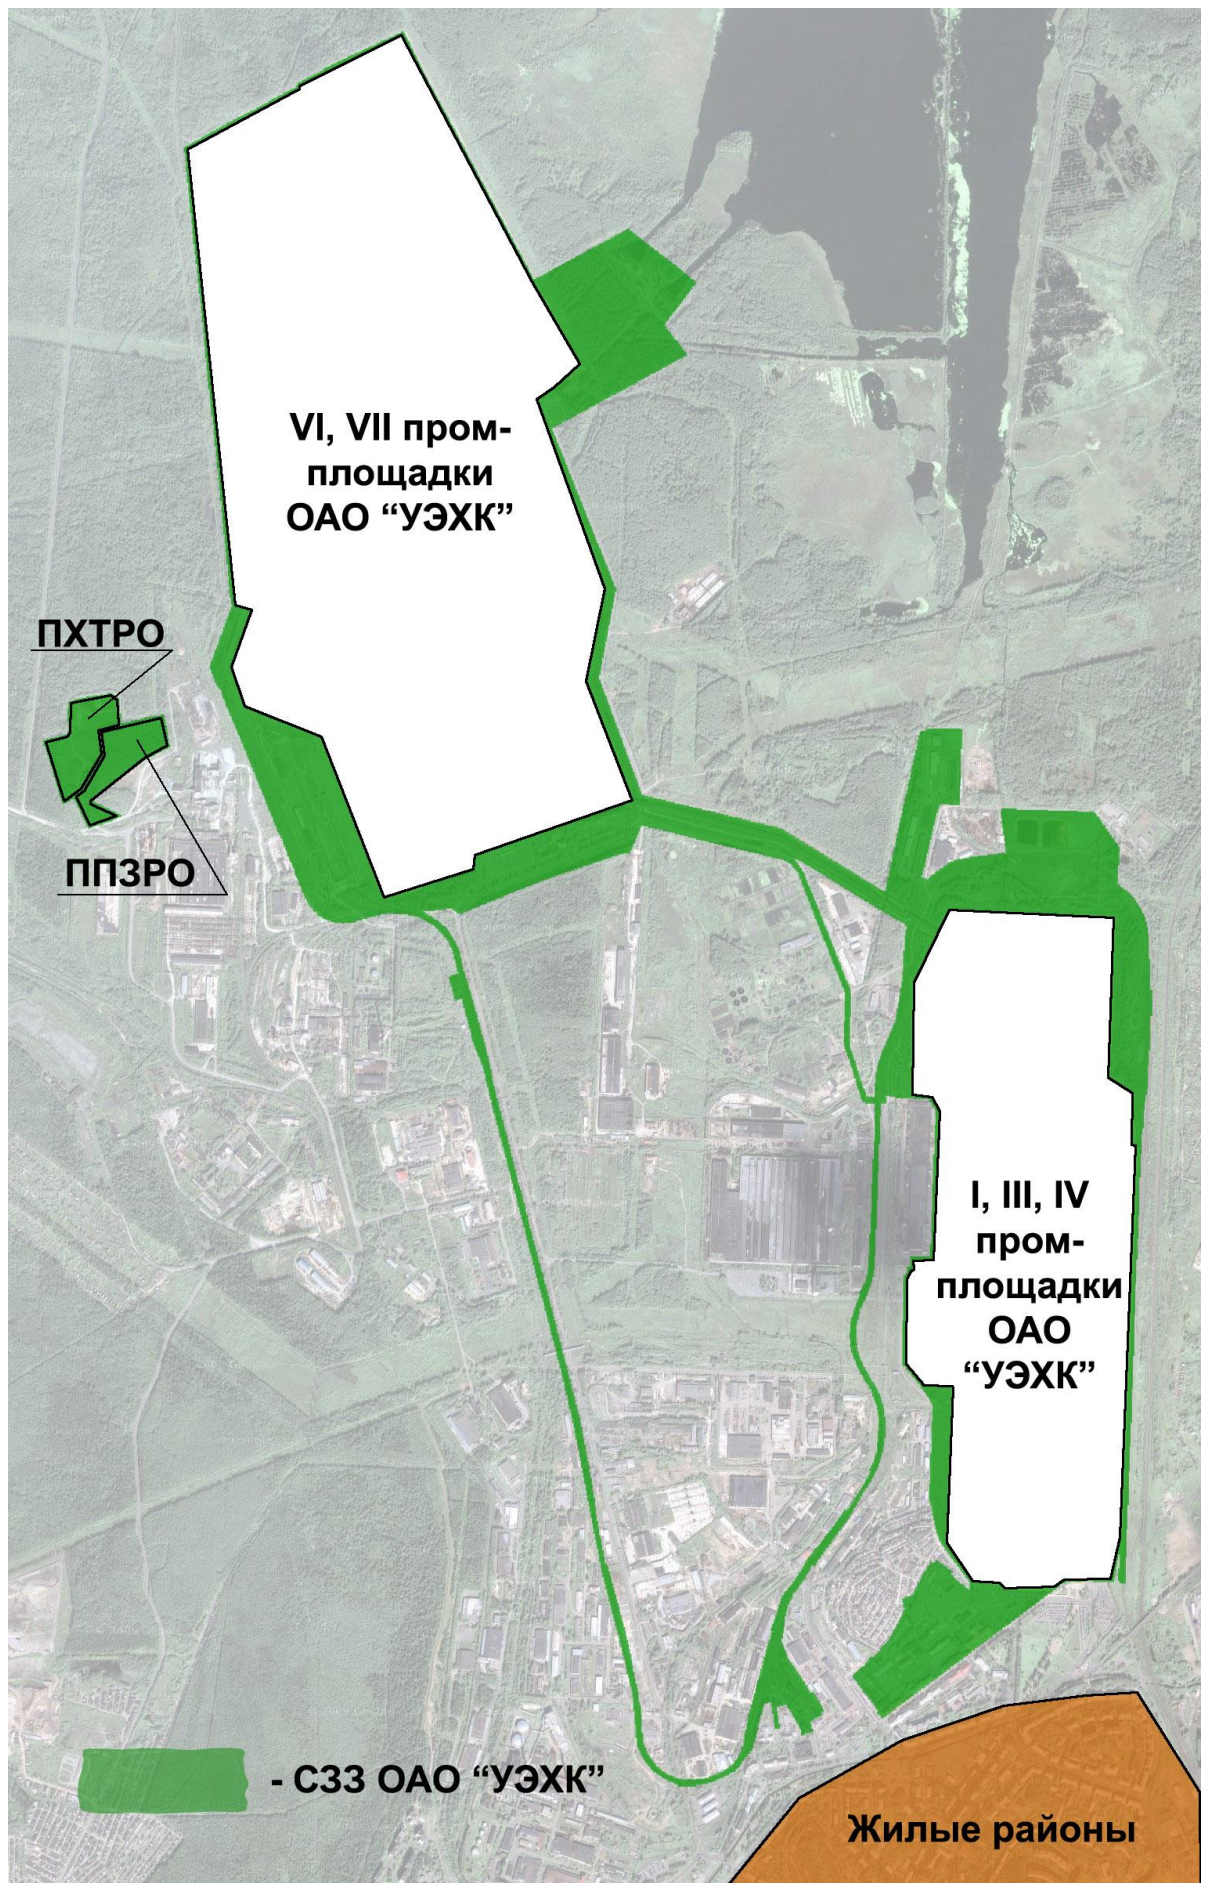 VI, VII пром-
площадки
ОАО “УЭХК”
ПХТРО
ППЗРО
I, III, IV
пром-
площадки
ОАО
“УЭХК”
- СЗЗ ОАО “УЭХК”
Жилые районы